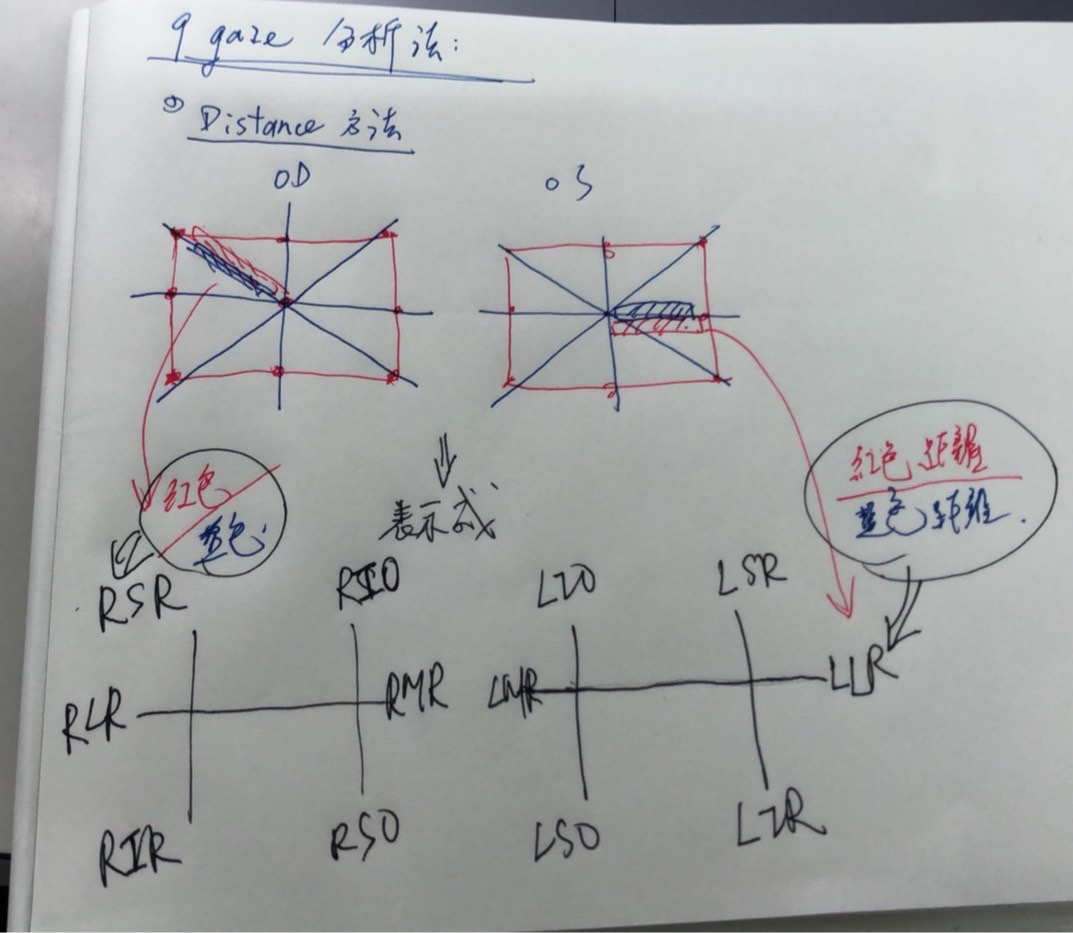 9 gaze 分析法:
① Distance 方法
OD
OS
红色 距離
蓝色 距離.
红色
蓝色.
表示成
RSR
RIO
LIO
LSR
RLR
RMR
LMR
LLR
RIR
RSO
LSO
LIR